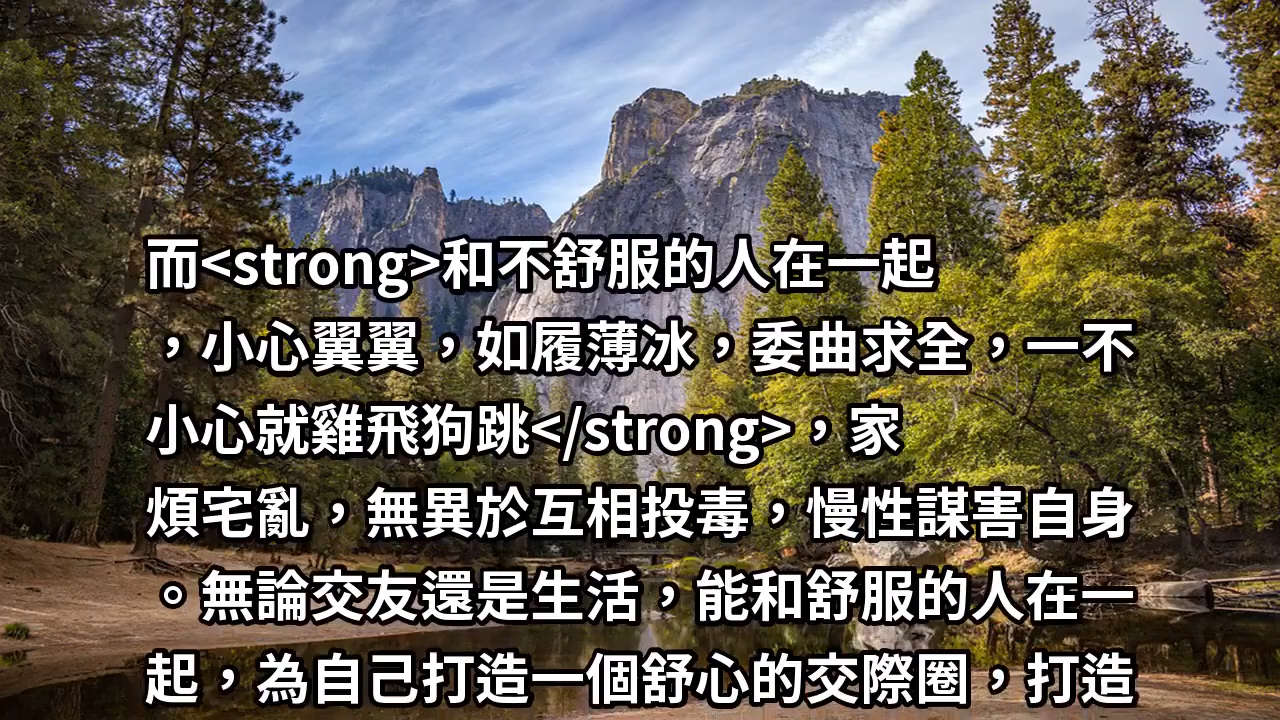 而<strong>和不舒服的人在一起
，小心翼翼，如履薄冰，委曲求全，一不
小心就雞飛狗跳</strong>，家
煩宅亂，無異於互相投毒，慢性謀害自身
。無論交友還是生活，能和舒服的人在一
起，為自己打造一個舒心的交際圈，打造